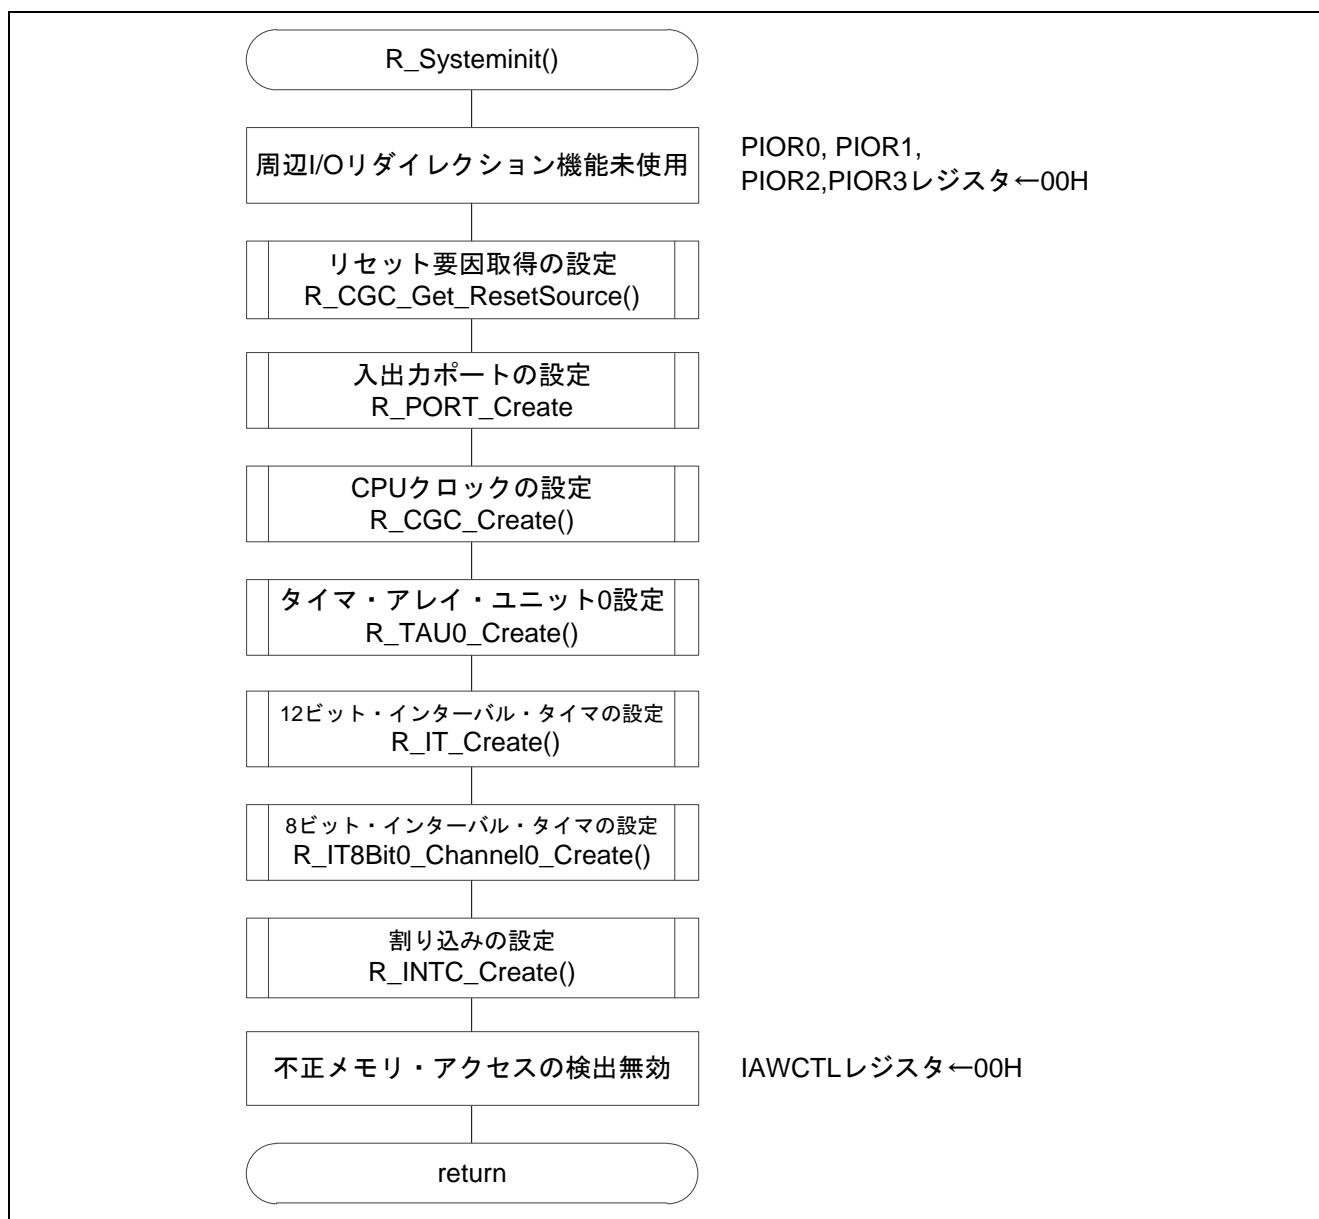 R_Systeminit()
周辺I/Oリダイレクション機能未使用
PIOR0, PIOR1,
PIOR2,PIOR3レジスタ←00H
リセット要因取得の設定
R_CGC_Get_ResetSource()
入出力ポートの設定
R_PORT_Create
CPUクロックの設定
R_CGC_Create()
タイマ・アレイ・ユニット0設定
R_TAU0_Create()
12ビット・インターバル・タイマの設定
R_IT_Create()
8ビット・インターバル・タイマの設定
R_IT8Bit0_Channel0_Create()
割り込みの設定
R_INTC_Create()
不正メモリ・アクセスの検出無効
IAWCTLレジスタ←00H
return